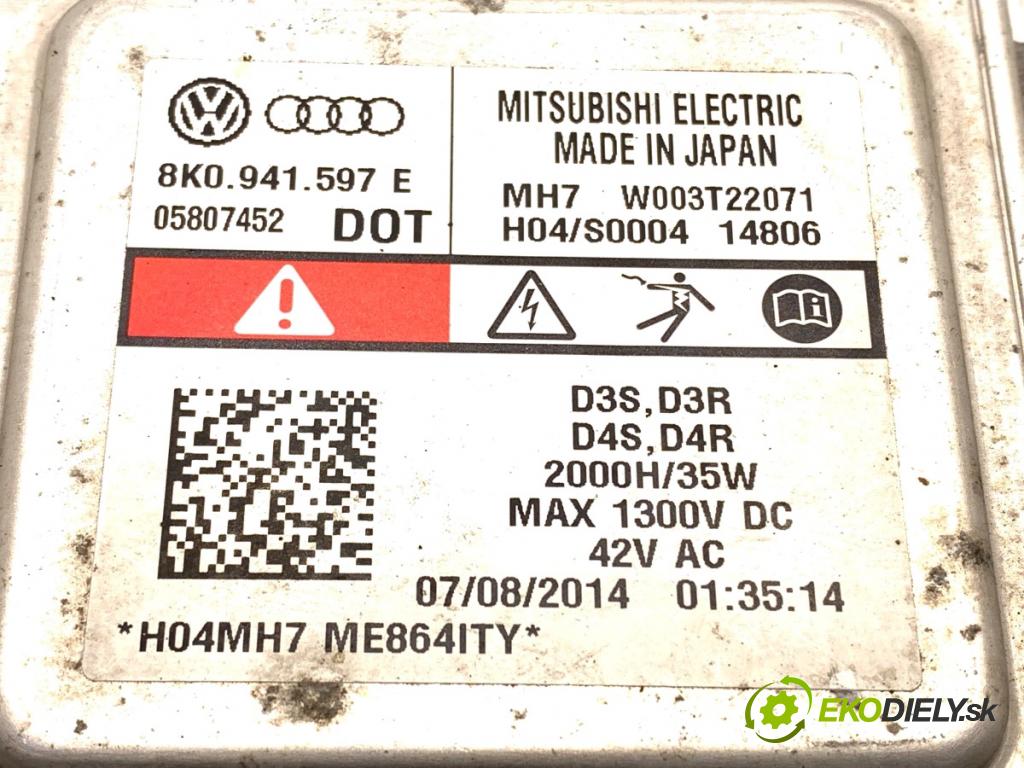 8K0.941.597 E
05807452 DOT
MITSUBISHI ELECTRIC
MADE IN JAPAN
MH7 W003T22071
H04/S0004 14806
D3S,D3R
D4S,D4R
2000H/35W
MAX 1300V DC
42V AC
07/08/2014 01:35:14
*H04MH7 ME864ITY*
EKODIELY.sk